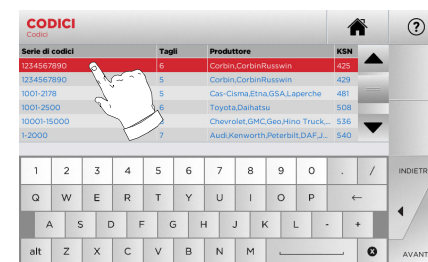 CODICI
Codici
?
Serie di codici Tagli Produttore KSN
1234567890 6 Corbin,CorbinRusswin 425
1234567890 5 Corbin,CorbinRusswin 429
1001-2178 5 Cas-Cisma,Etna,GSA,Laperche 481
1001-2500 6 Toyota,Daihatsu 508
10001-15000 Chevrolet,GMC,Geo,Hino Truck,... 536
1-2000 7 Audi,Kenworth,Peterbilt,DAF,J... 540
1 2 3 4 5 6 7 8 9 0 . / INDIETR
Q W E R T Y U I O P ←
A S D F G H J K L - +
alt Z X C V B N M AVANT